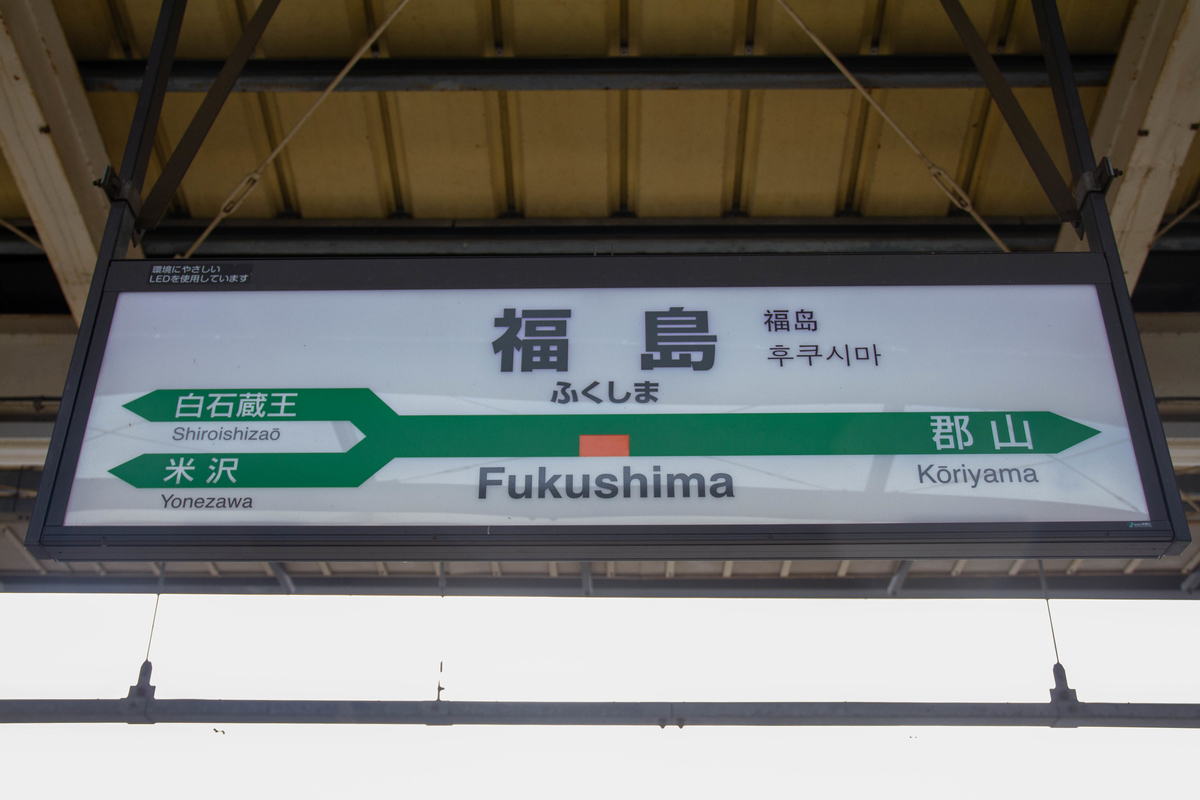 環境にやさしい
LEDを使用しています
福島
福岛
후쿠시마
ふくしま
白石蔵王
Shiroishizaō
米沢
Yonezawa
郡山
Kōriyama
Fukushima